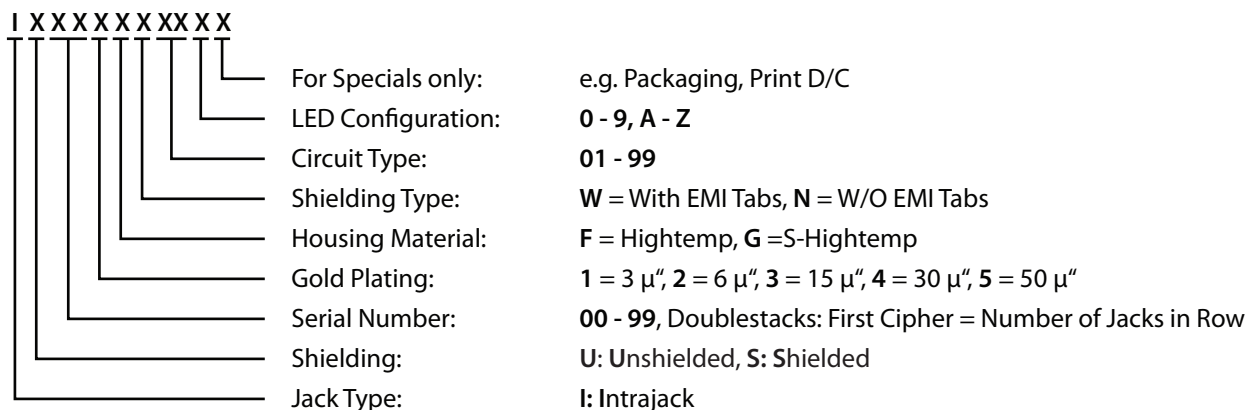 I X X X X X X XX X X
For Specials only: e.g. Packaging, Print D/C
LED Configuration: 0 - 9, A - Z
Circuit Type: 01 - 99
Shielding Type: W = With EMI Tabs, N = W/O EMI Tabs
Housing Material: F = Hightemp, G =S-Hightemp
Gold Plating: 1 = 3 µ“, 2 = 6 µ“, 3 = 15 µ“, 4 = 30 µ“, 5 = 50 µ“
Serial Number: 00 - 99, Doublestacks: First Cipher = Number of Jacks in Row
Shielding: U: Unshielded, S: Shielded
Jack Type: I: Intrajack